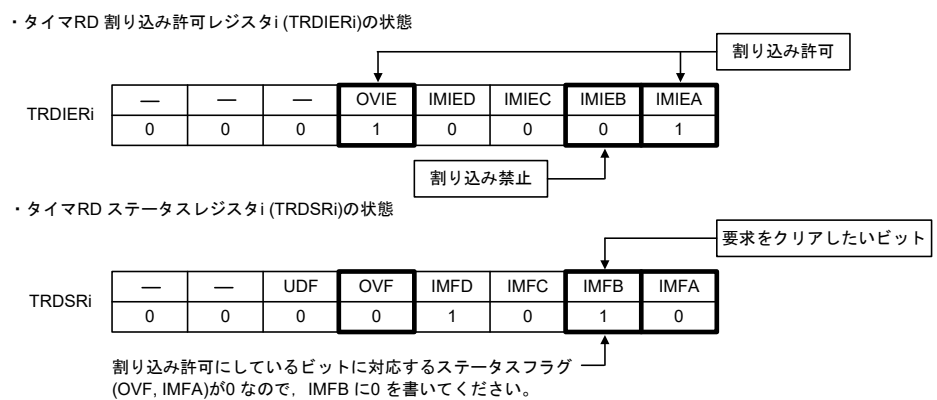 ・タイマRD 割り込み許可レジスタi (TRDIERi)の状態
割り込み許可
TRDIERi
— — — OVIE IMIED IMIEC IMIEB IMIEA
0 0 0 1 0 0 0 1
割り込み禁止
・タイマRD ステータスレジスタi (TRDSRi)の状態
要求をクリアしたいビット
TRDSRi
— — UDF OVF IMFD IMFC IMFB IMFA
0 0 0 0 1 0 1 0
割り込み許可にしているビットに対応するステータスフラグ
(OVF, IMFA)が0 なので，IMFB に0 を書いてください。